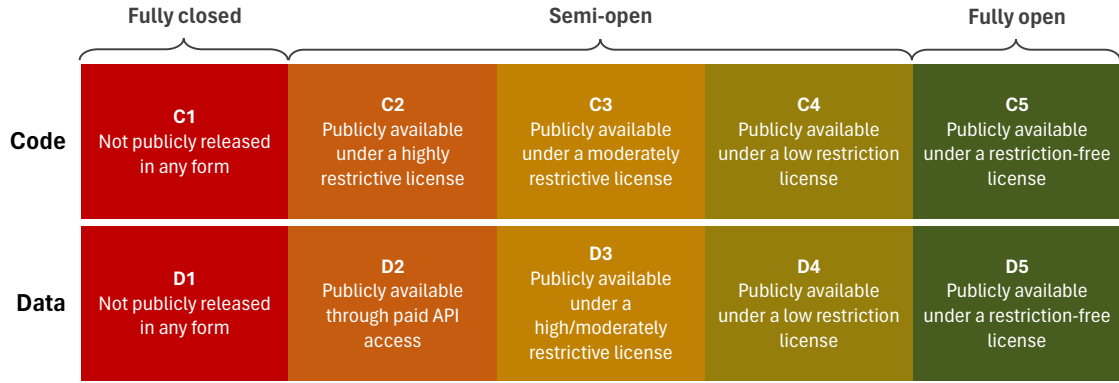 Fully closed
Semi-open
Fully open
Code
C1
Not publicly released
in any form
C2
Publicly available
under a highly
restrictive license
C3
Publicly available
under a moderately
restrictive license
C4
Publicly available
under a low restriction
license
C5
Publicly available
under a restriction-free
license
Data
D1
Not publicly released
in any form
D2
Publicly available
through paid API
access
D3
Publicly available
under a
high/moderately
restrictive license
D4
Publicly available
under a low restriction
license
D5
Publicly available
under a restriction-free
license